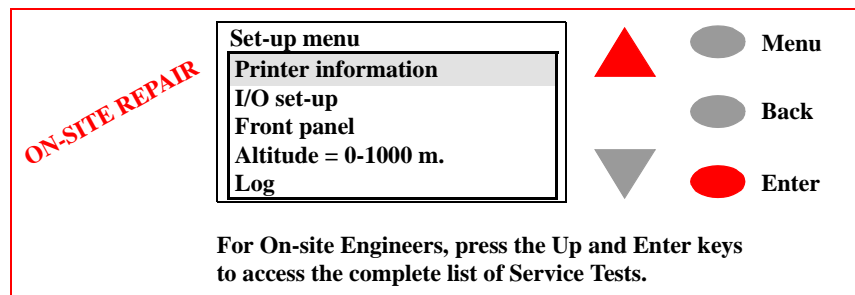 ON-SITE REPAIR
Set-up menu
Printer information
I/O set-up
Front panel
Altitude = 0-1000 m.
Log
Menu
Back
Enter
For On-site Engineers, press the Up and Enter keys
to access the complete list of Service Tests.